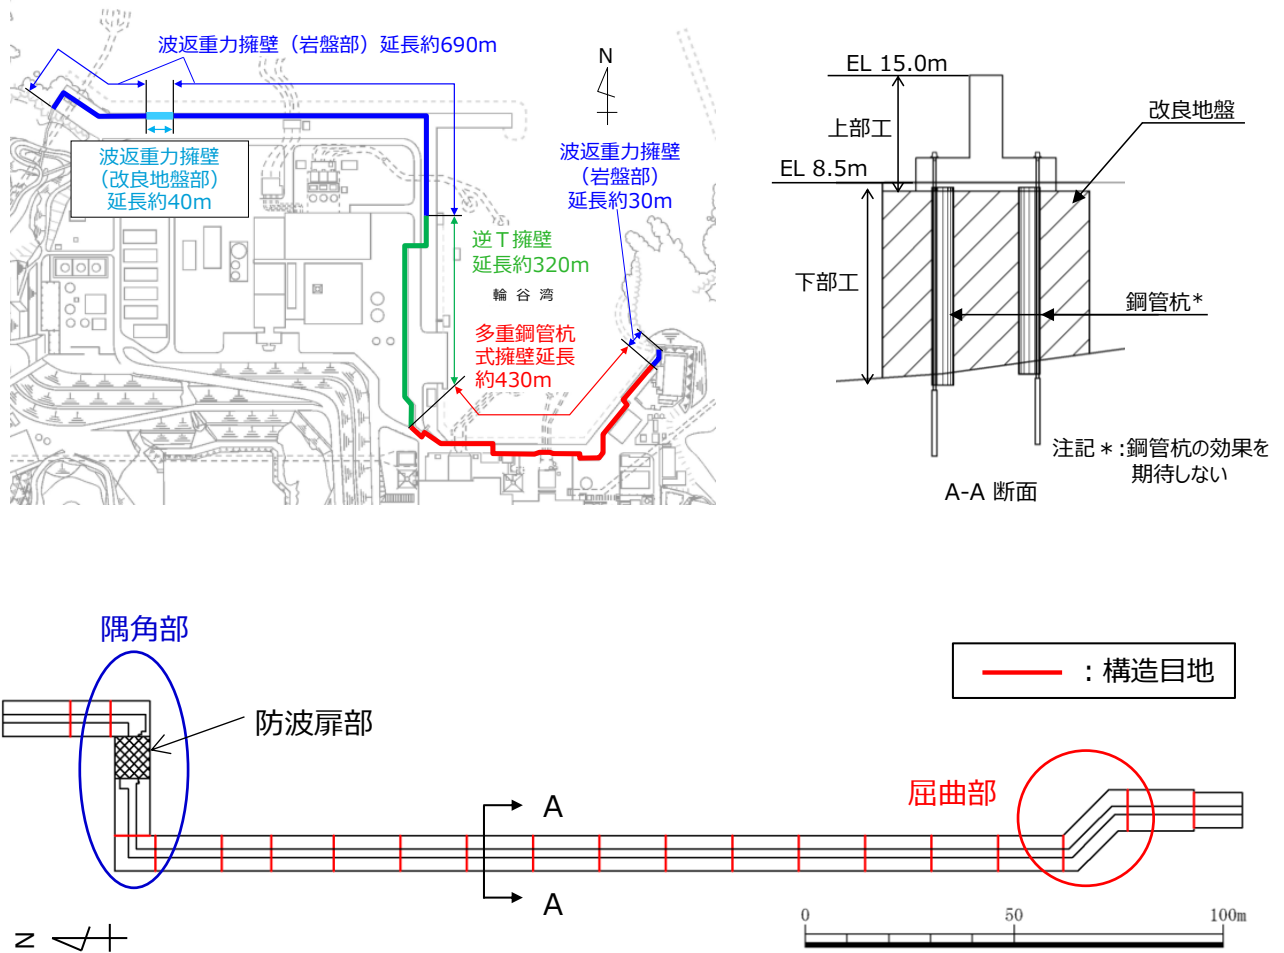 波返重力擁壁（岩盤部）延長約690m
N
波返重力擁壁
（改良地盤部）
延長約40m
波返重力擁壁
（岩盤部）
延長約30m
逆Ｔ擁壁
延長約320m
輪 谷 湾
多重鋼管杭
式擁壁延長
約430m
EL 15.0m
上部工
改良地盤
EL 8.5m
下部工
鋼管杭＊
注記＊：鋼管杭の効果を
期待しない
A-A 断面
隅角部
防波扉部
：構造目地
屈曲部
A
A
N
0 50 100m